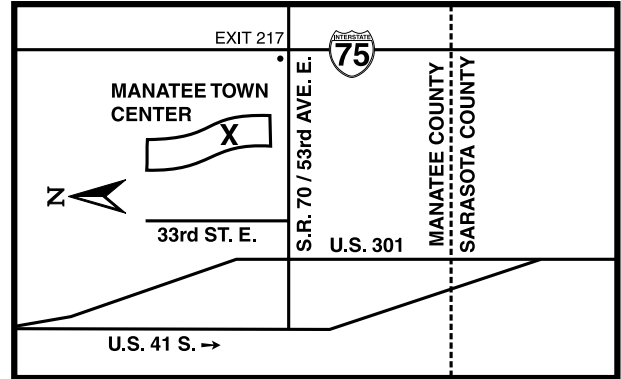 EXIT 217
INTERSTATE
75
MANATEE TOWN
CENTER
X
N
S.R. 70 / 53rd AVE. E.
MANATEE COUNTY
SARASOTA COUNTY
33rd ST. E.
U.S. 301
U.S. 41 S. →